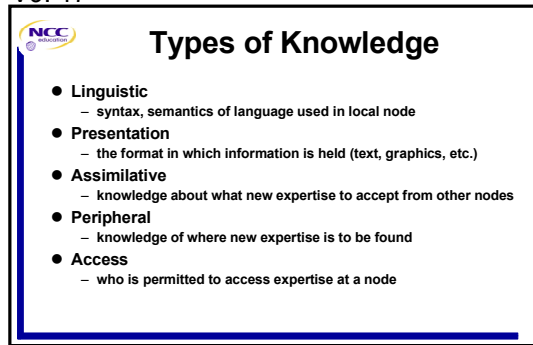 NCC
education
Types of Knowledge
● Linguistic
– syntax, semantics of language used in local node
● Presentation
– the format in which information is held (text, graphics, etc.)
● Assimilative
– knowledge about what new expertise to accept from other nodes
● Peripheral
– knowledge of where new expertise is to be found
● Access
– who is permitted to access expertise at a node